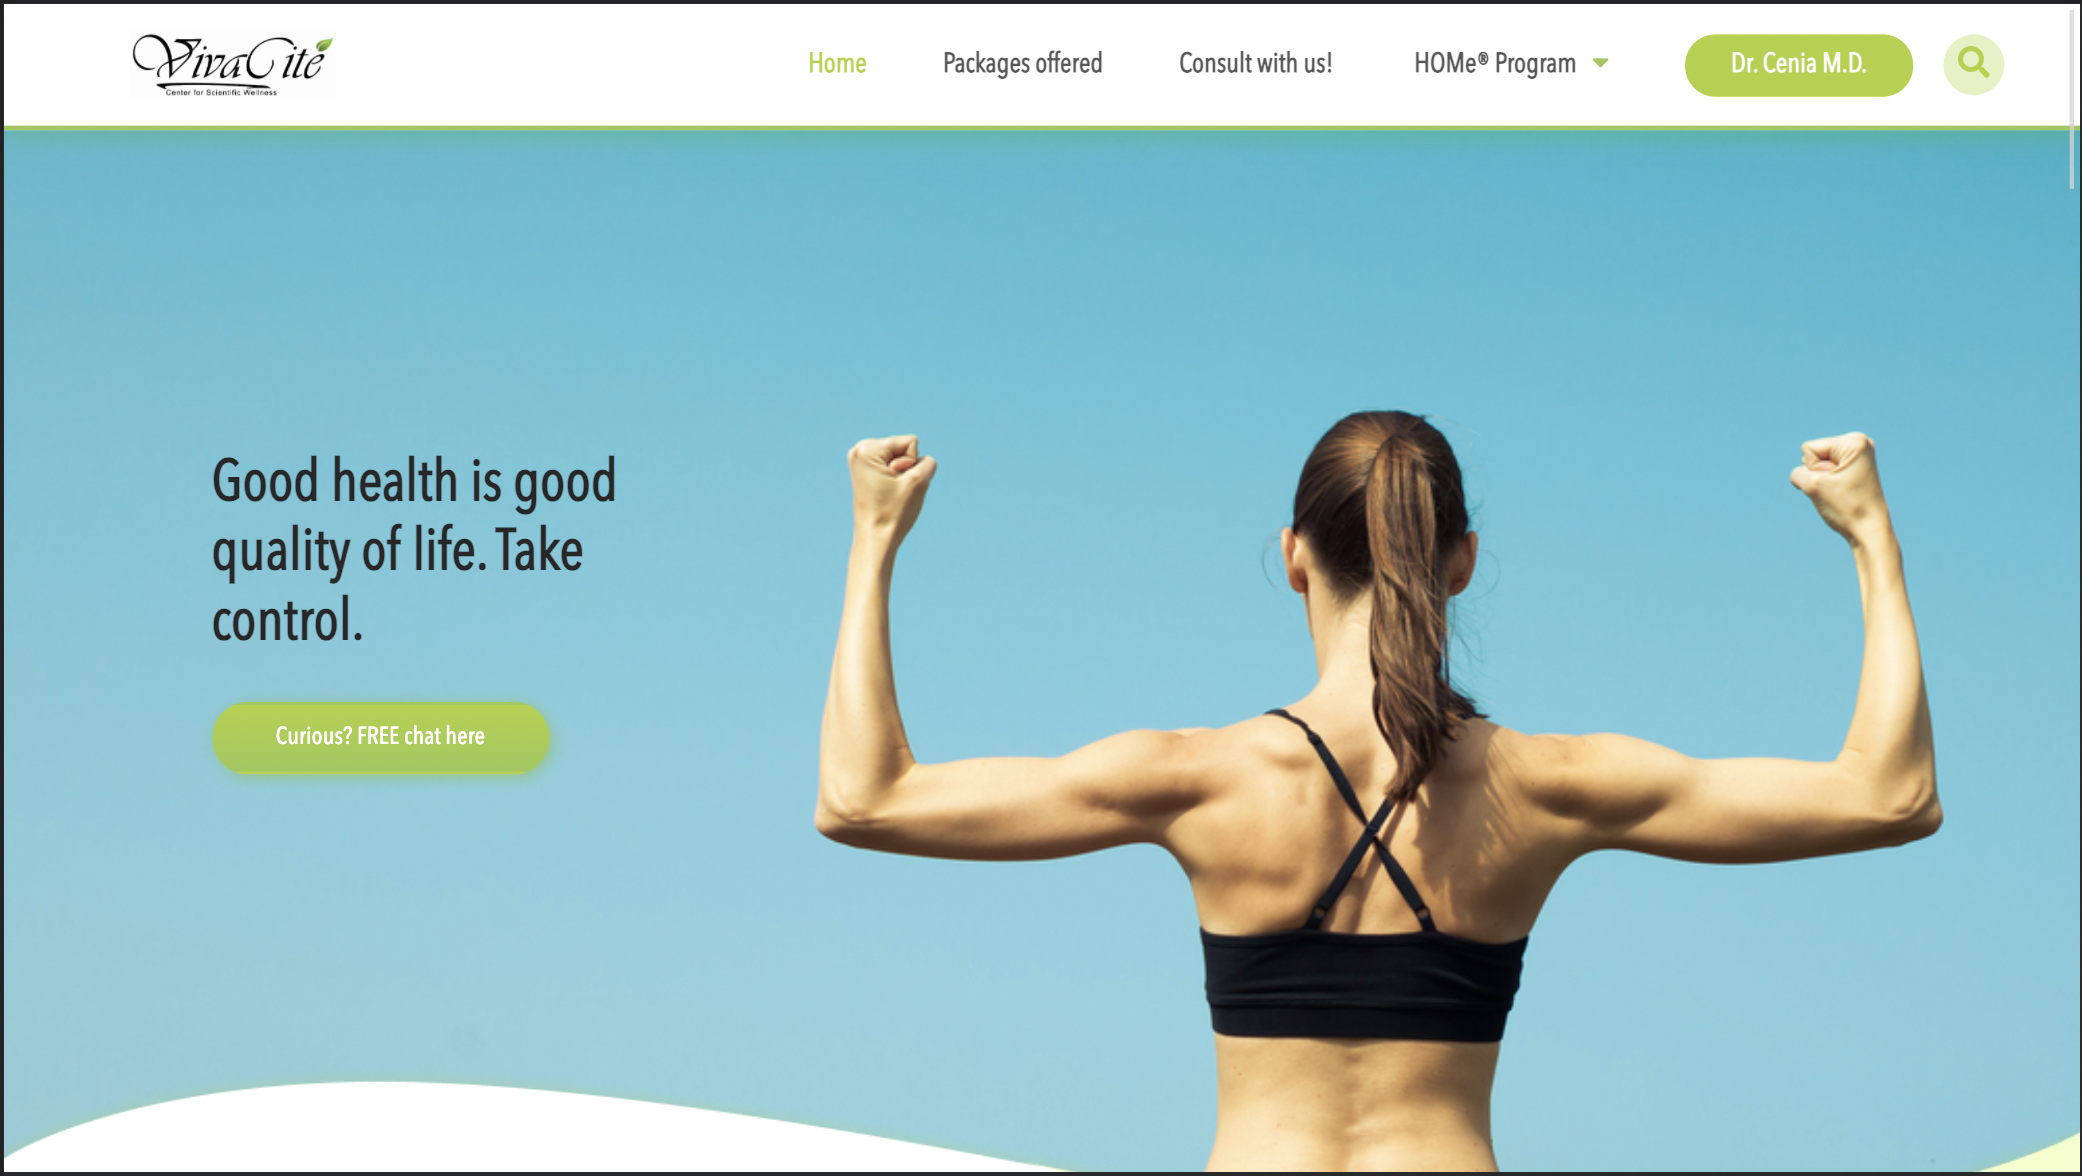 VivaCité
Center for Scientific Wellness
Home
Packages offered
Consult with us!
HOMe® Program
Dr. Cenia M.D.
Good health is good
quality of life. Take
control.
Curious? FREE chat here